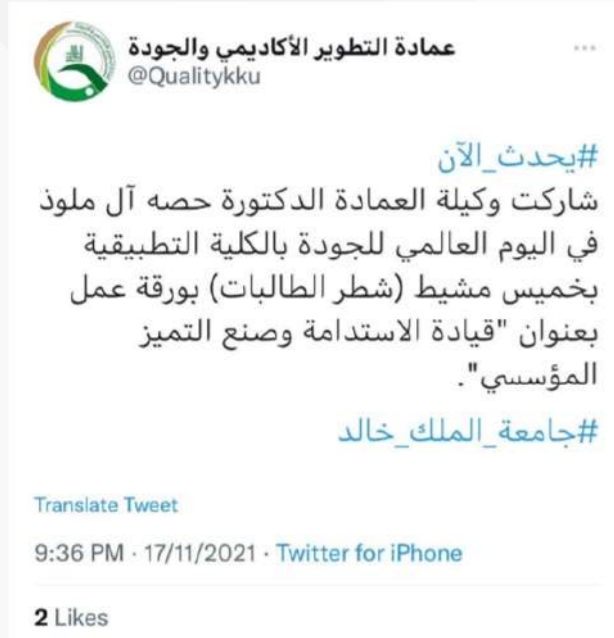 عمادة التطوير الأكاديمي والجودة
@Qualitykku
#يحدث_الآن
شاركت وكيلة العمادة الدكتورة حصه آل ملوذ
في اليوم العالمي للجودة بالكلية التطبيقية
بخميس مشيط (شطر الطالبات) بورقة عمل
بعنوان "قيادة الاستدامة وصنع التميز
المؤسسي".
#جامعة_الملك_خالد
Translate Tweet
9:36 PM · 17/11/2021 · Twitter for iPhone
2 Likes